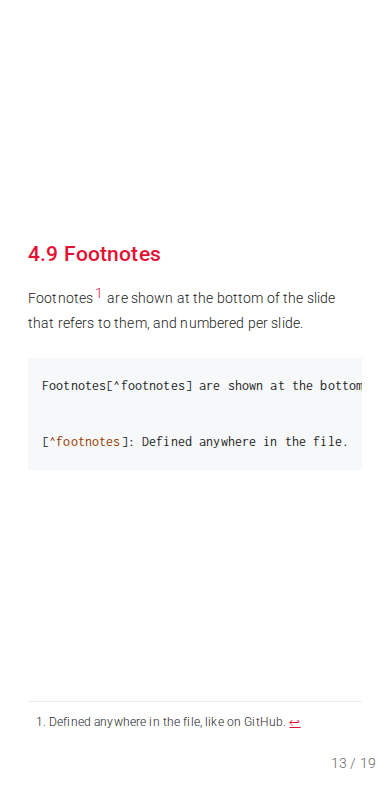 4.9 Footnotes
Footnotes 1 are shown at the bottom of the slide
that refers to them, and numbered per slide.
Footnotes[^footnotes] are shown at the bottom
[^footnotes]: Defined anywhere in the file.
1. Defined anywhere in the file, like on GitHub. ↩
13 / 19